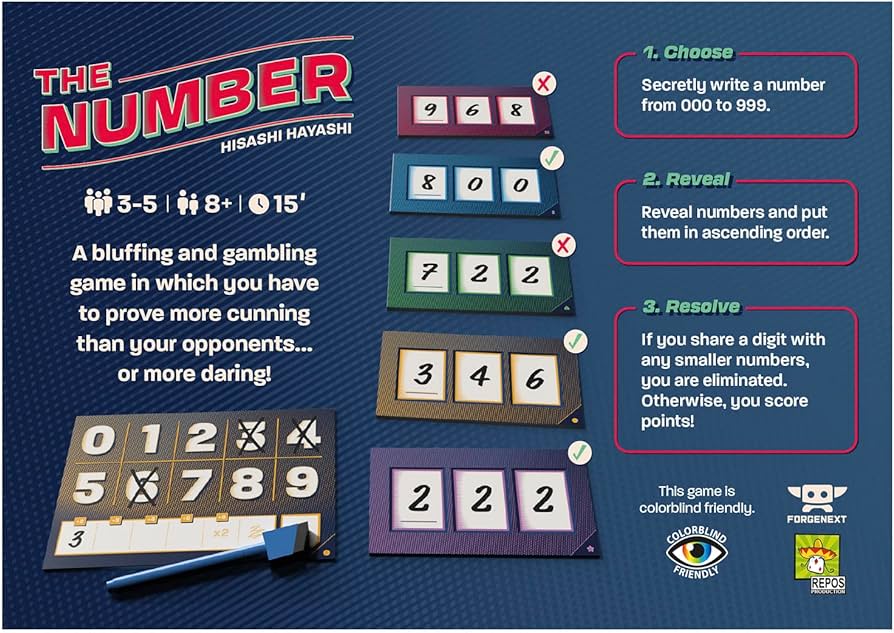 THE
NUMBER
HISASHI HAYASHI
3-5 | 8+ | 15'
A bluffing and gambling
game in which you have
to prove more cunning
than your opponents...
or more daring!
0 1 2 3 4
5 6 7 8 9
3 x2
9 6 8
8 0 0
7 2 2
3 4 6
2 2 2
1. Choose
Secretly write a number
from 000 to 999.
2. Reveal
Reveal numbers and put
them in ascending order.
3. Resolve
If you share a digit with
any smaller numbers,
you are eliminated.
Otherwise, you score
points!
This game is
colorblind friendly.
COLORBLIND
FRIENDLY
FORGENEXT
REPOS
PRODUCTION